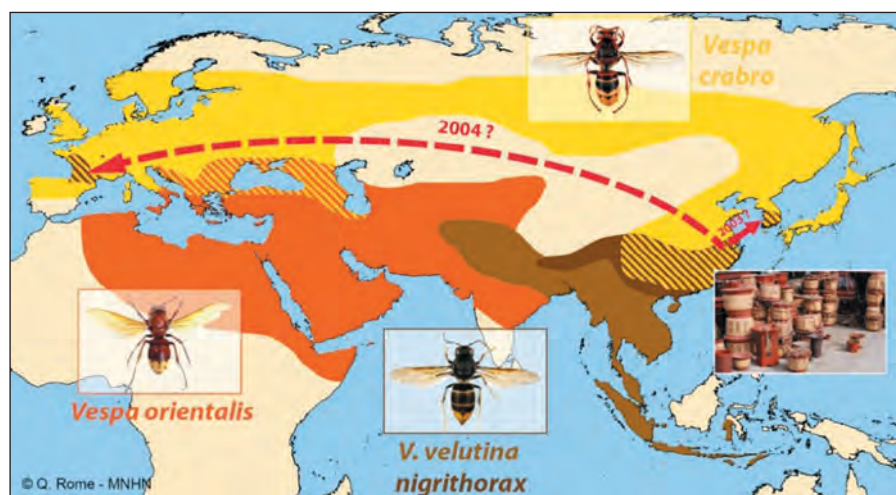 Vespa
crabro
2004 ?
2003?
Vespa orientalis
V. velutina
nigrithorax
© Q. Rome - MNHN